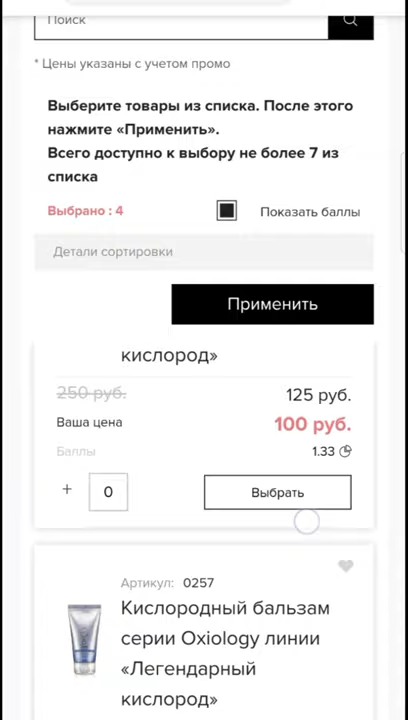 Поиск
* Цены указаны с учетом промо
Выберите товары из списка. После этого
нажмите «Применить».
Всего доступно к выбору не более 7 из
списка
Выбрано : 4
Показать баллы
Детали сортировки
Применить
кислород»
250 руб.
125 руб.
Ваша цена
100 руб.
Баллы
1.33
+
0
Выбрать
Артикул: 0257
Кислородный бальзам
серии Oxiology линии
«Легендарный
кислород»